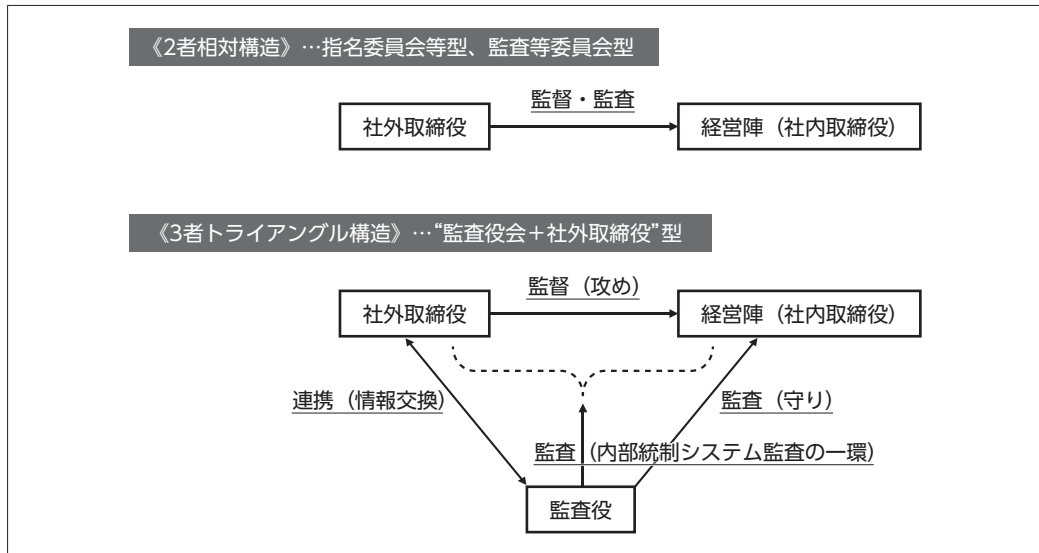 《2者相対構造》…指名委員会等型、監査等委員会型
監督・監査
社外取締役
経営陣（社内取締役）
《3者トライアングル構造》…“監査役会＋社外取締役”型
監督（攻め）
社外取締役
経営陣（社内取締役）
連携（情報交換）
監査（守り）
監査（内部統制システム監査の一環）
監査役